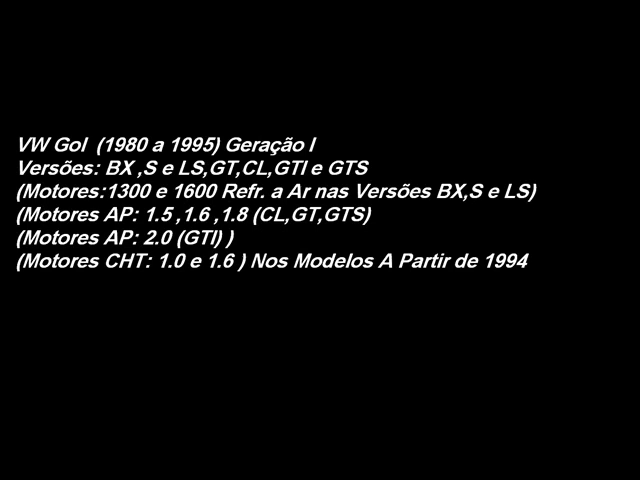 VW Gol  (1980 a 1995) Geração I
Versões: BX ,S e LS,GT,CL,GTI e GTS
(Motores:1300 e 1600 Refr. a Ar nas Versões BX,S e LS)
(Motores AP: 1.5 ,1.6 ,1.8 (CL,GT,GTS)
(Motores AP: 2.0 (GTI) )
(Motores CHT: 1.0 e 1.6 ) Nos Modelos A Partir de 1994